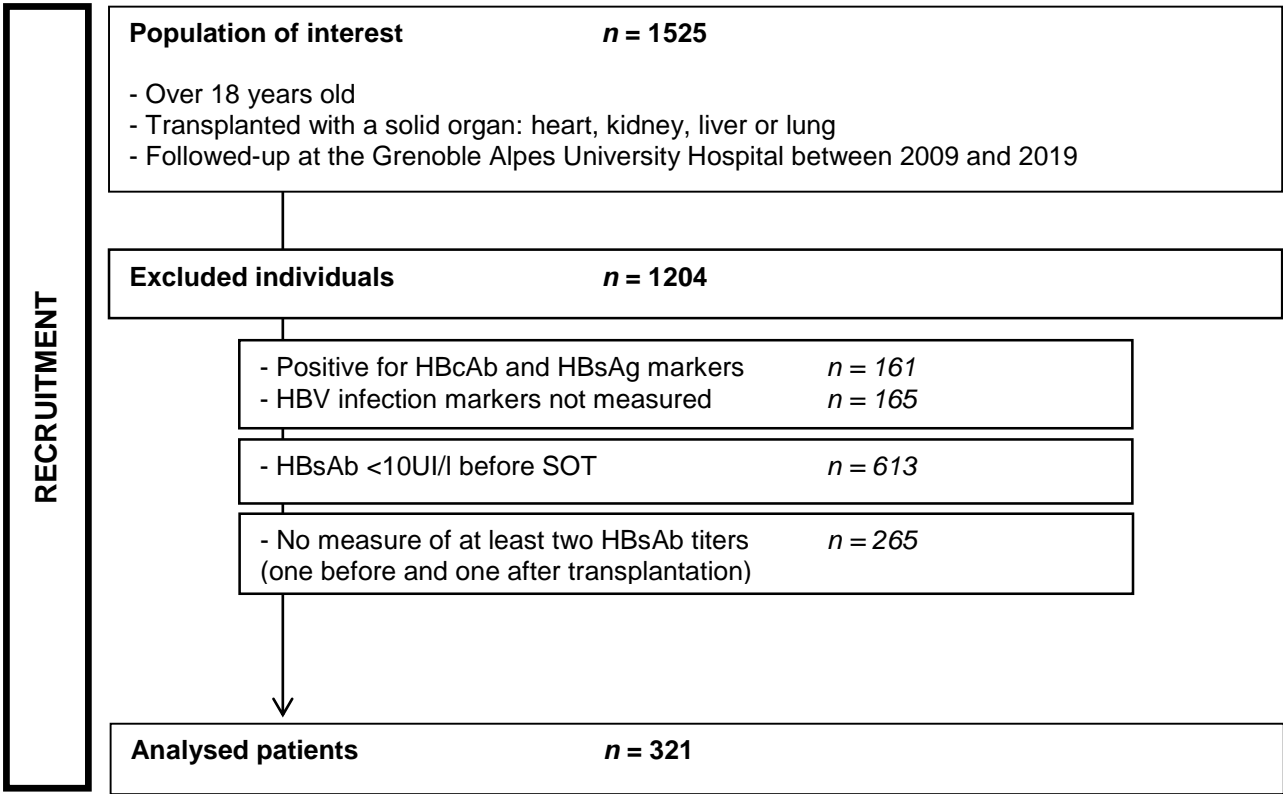 RECRUITMENT
Population of interest n = 1525
- Over 18 years old
- Transplanted with a solid organ: heart, kidney, liver or lung
- Followed-up at the Grenoble Alpes University Hospital between 2009 and 2019
Excluded individuals n = 1204
- Positive for HBcAb and HBsAg markers n = 161
- HBV infection markers not measured n = 165
- HBsAb <10UI/l before SOT n = 613
- No measure of at least two HBsAb titers n = 265
(one before and one after transplantation)
Analysed patients n = 321